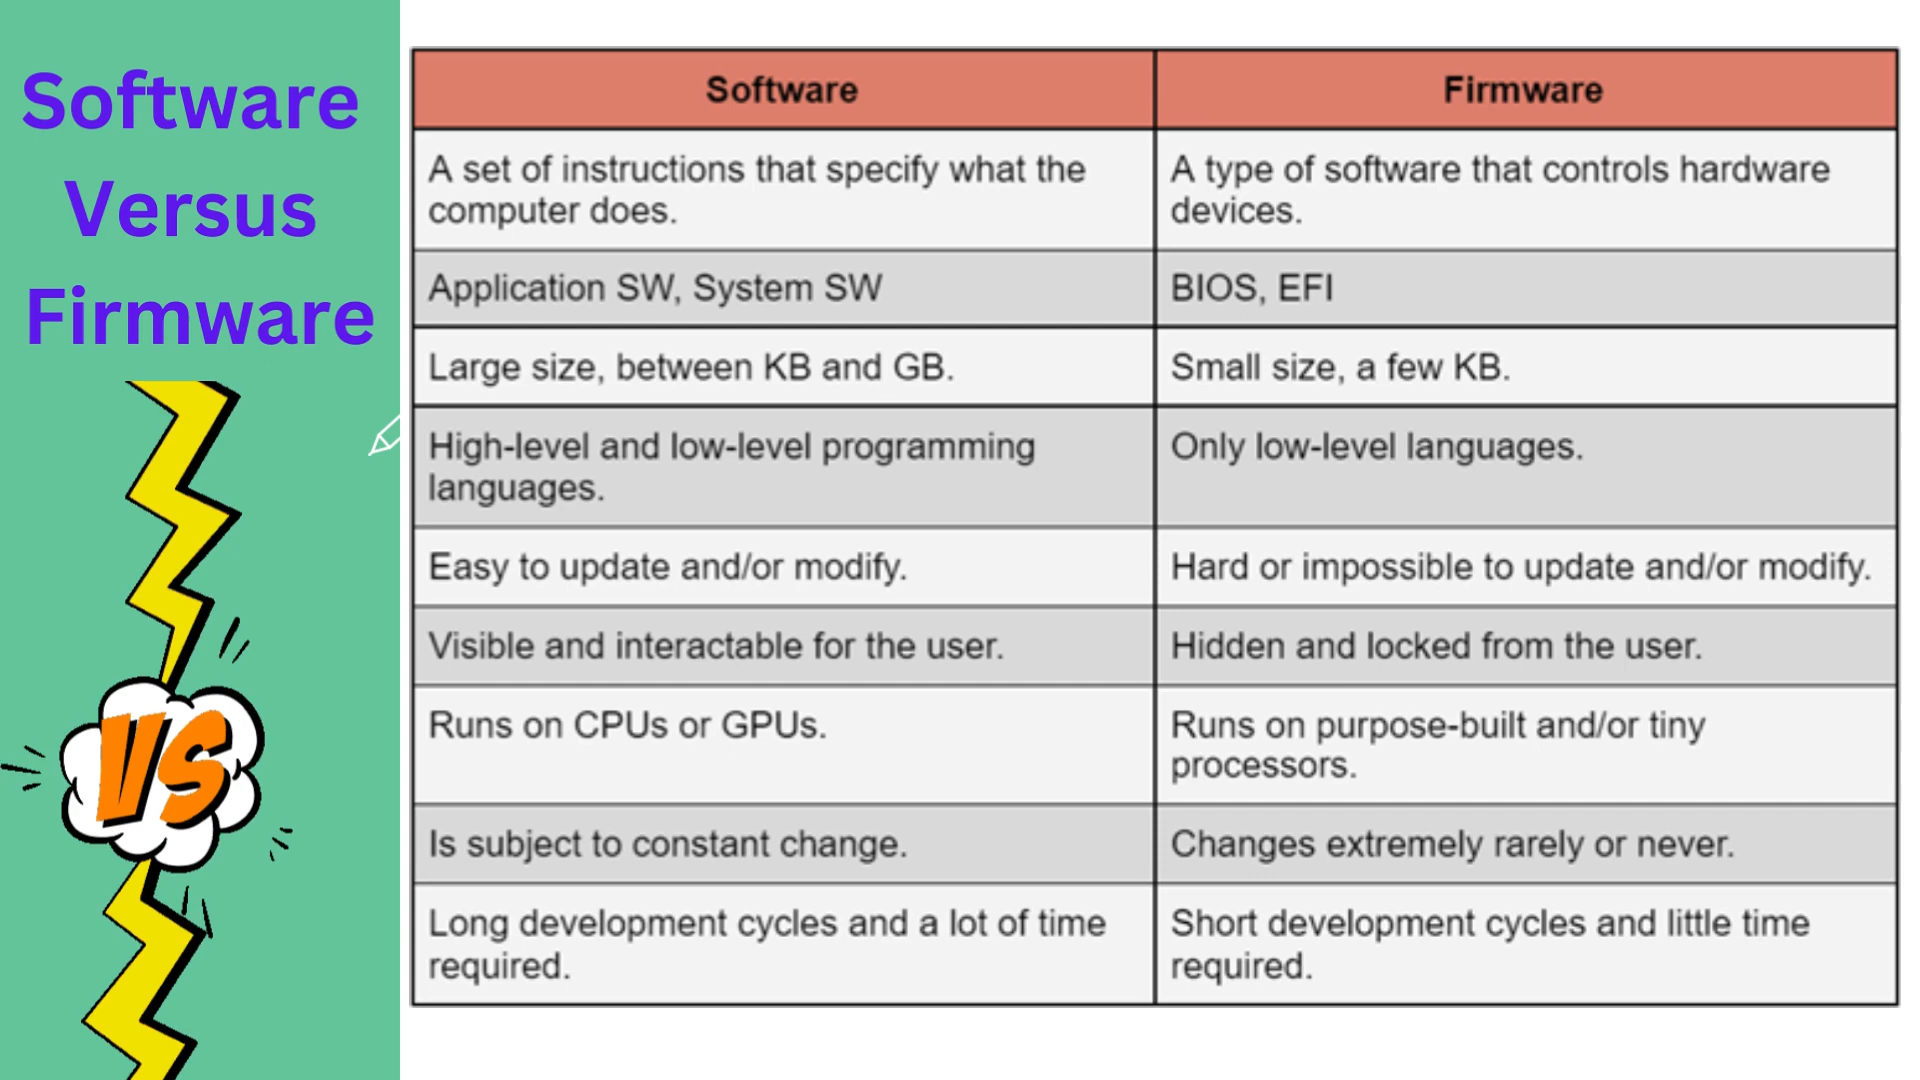 Software
Versus
Firmware
VS
Software
Firmware
A set of instructions that specify what the
computer does.
A type of software that controls hardware
devices.
Application SW, System SW
BIOS, EFI
Large size, between KB and GB.
Small size, a few KB.
High-level and low-level programming
languages.
Only low-level languages.
Easy to update and/or modify.
Hard or impossible to update and/or modify.
Visible and interactable for the user.
Hidden and locked from the user.
Runs on CPUs or GPUs.
Runs on purpose-built and/or tiny
processors.
Is subject to constant change.
Changes extremely rarely or never.
Long development cycles and a lot of time
required.
Short development cycles and little time
required.